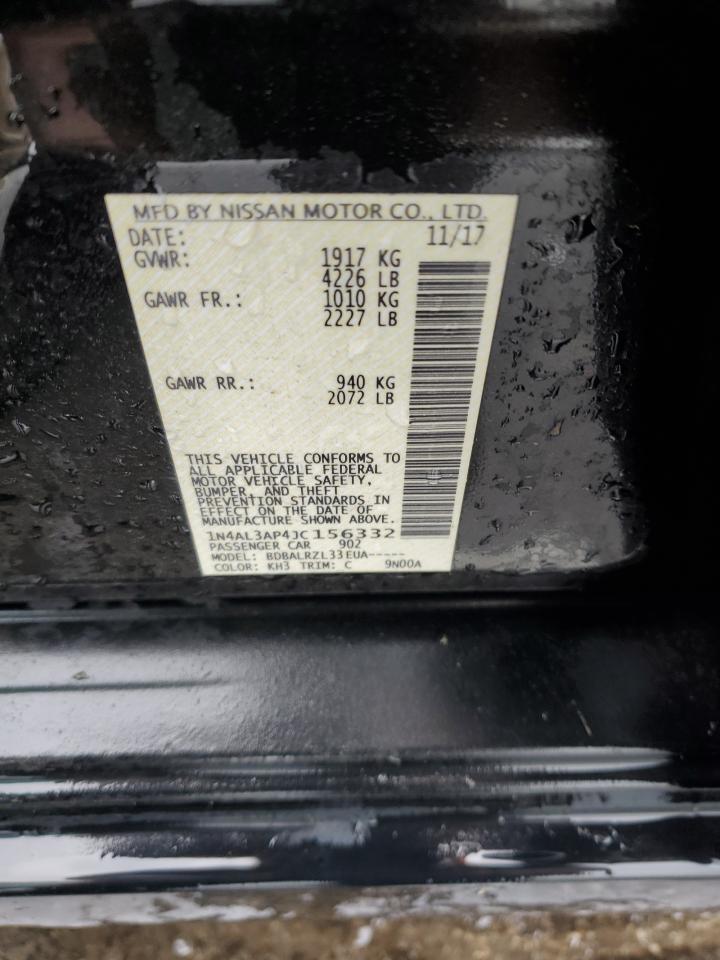 MFD BY NISSAN MOTOR CO., LTD.
DATE: 11/17
GVWR: 1917 KG
4226 LB
GAWR FR.: 1010 KG
2227 LB
GAWR RR.: 940 KG
2072 LB
THIS VEHICLE CONFORMS TO
ALL APPLICABLE FEDERAL
MOTOR VEHICLE SAFETY,
BUMPER, AND THEFT
PREVENTION STANDARDS IN
EFFECT ON THE DATE OF
MANUFACTURE SHOWN ABOVE.
1N4AL3AP4JC156332
PASSENGER CAR 902
MODEL: BDBALRZL33EUA-----
COLOR: KH3 TRIM: C 9N00A